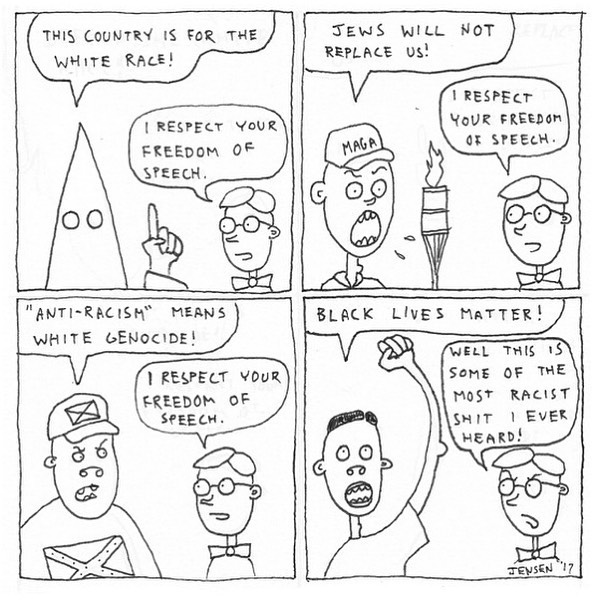 THIS COUNTRY IS FOR THE
WHITE RACE!
I RESPECT YOUR
FREEDOM OF
SPEECH.
JEWS WILL NOT
REPLACE US!
MAGA
I RESPECT
YOUR FREEDOM
OF SPEECH.
"ANTI-RACISM" MEANS
WHITE GENOCIDE!
I RESPECT YOUR
FREEDOM OF
SPEECH.
BLACK LIVES MATTER!
WELL THIS IS
SOME OF THE
MOST RACIST
SHIT I EVER
HEARD!
JENSEN '17